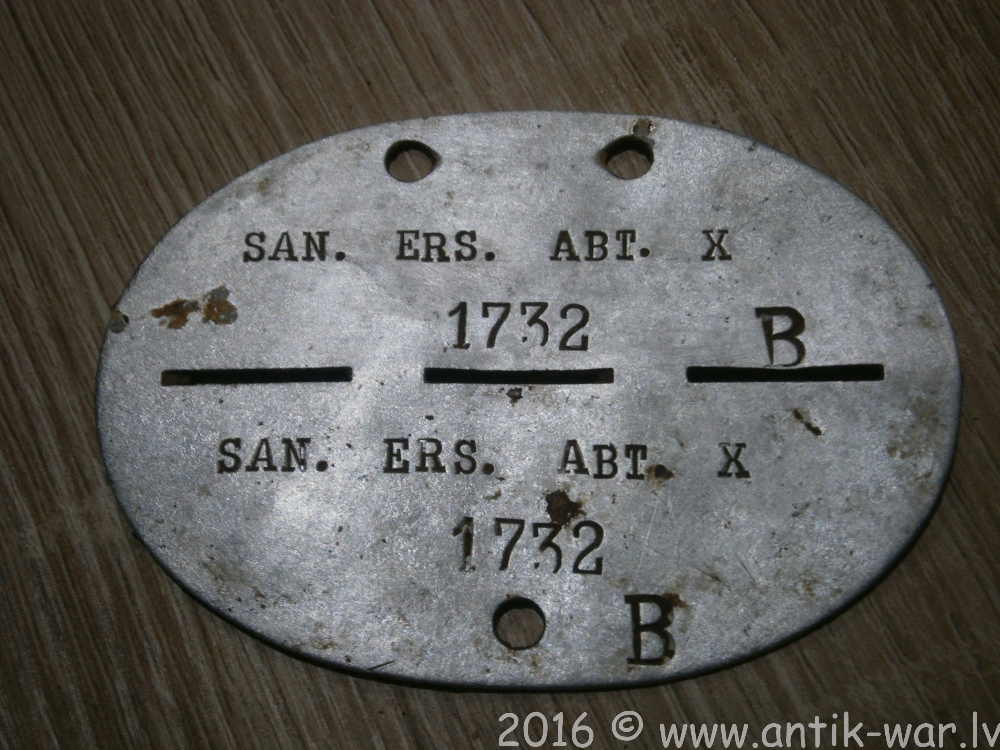 SAN. ERS. ABT. X
1732 B
SAN. ERS. ABT. X
1732
B
2016 © www.antik-war.lv